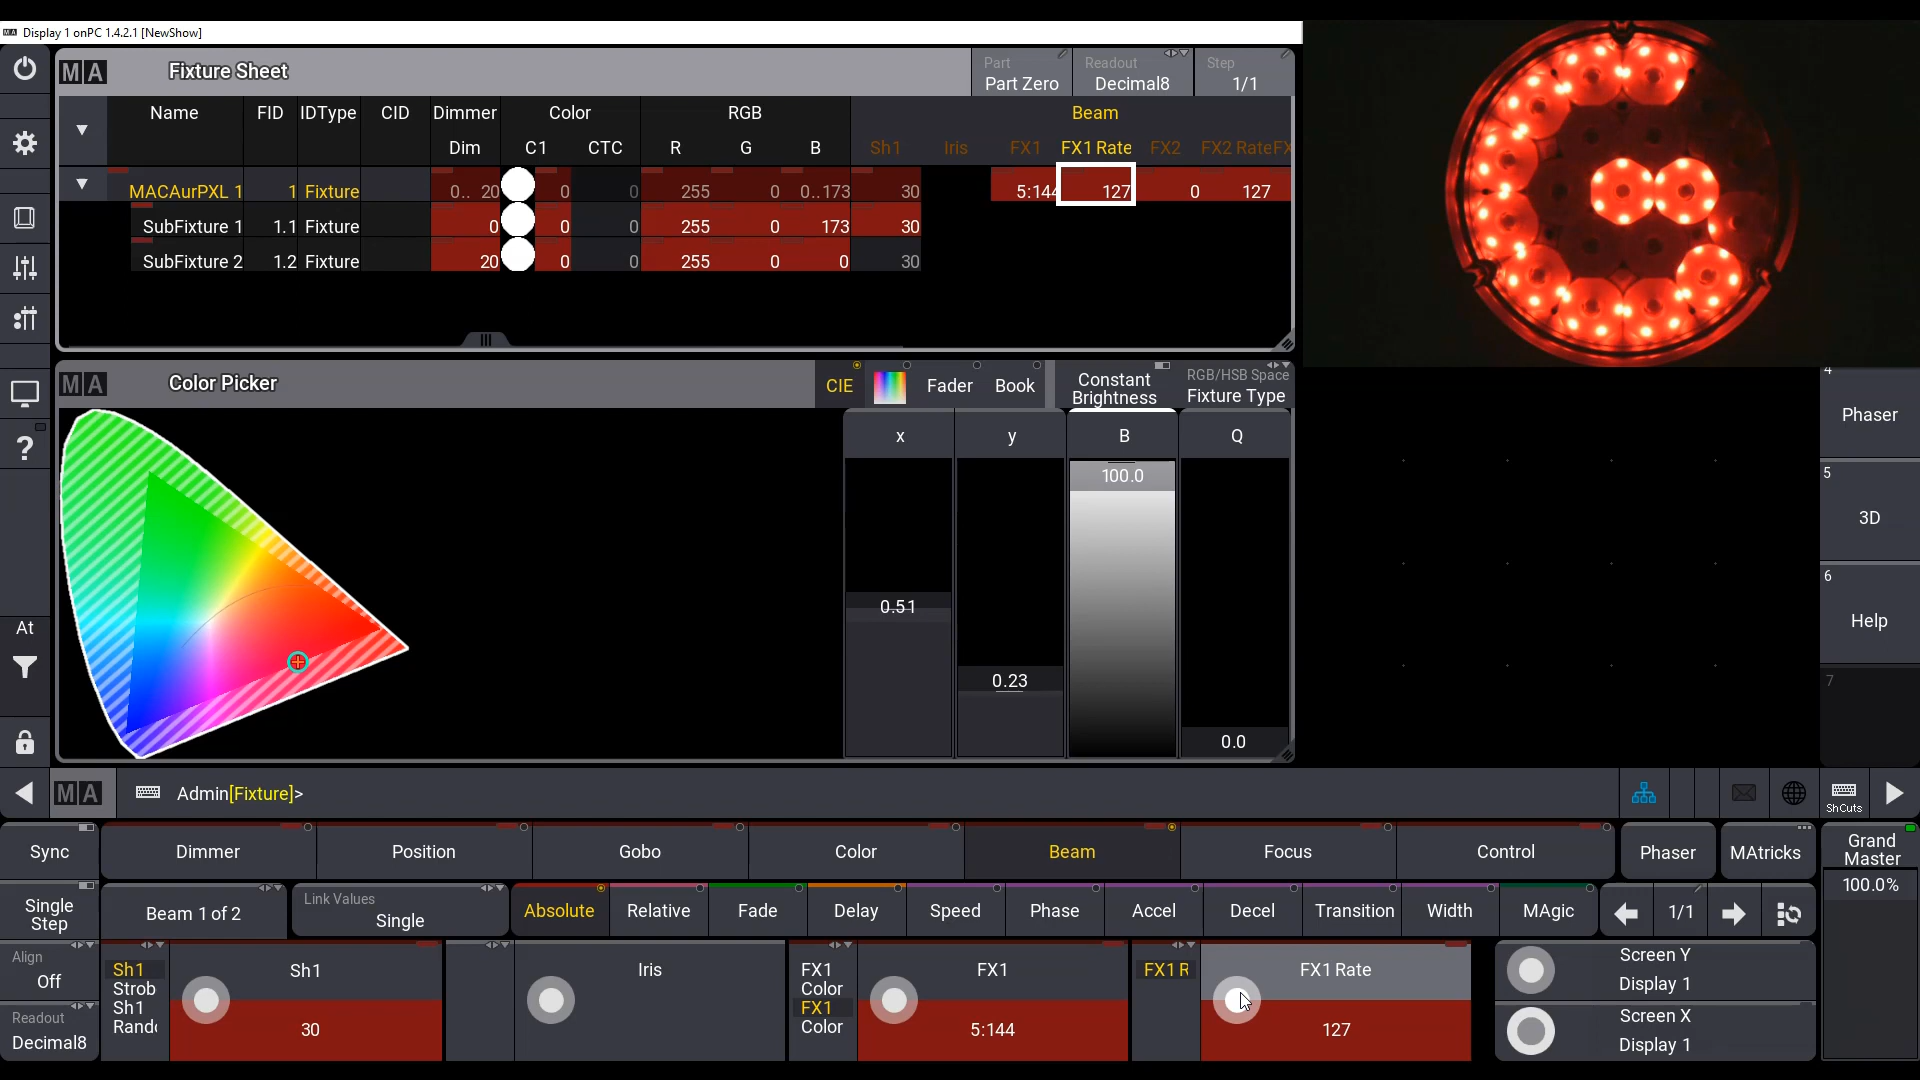 MA Display 1 onPC 1.4.2.1 [NewShow]
MA Fixture Sheet
Part
Part Zero
Readout
Decimal8
Step
1/1
Name FID IDType CID Dimmer Color RGB Beam
Dim C1 CTC R G B Sh1 Iris FX1 FX1 Rate FX2 FX2 Rate FX
MACAurPXL 1 1 Fixture 0.. 20 0 0 255 0 0..173 30 5:144 127 0 127
SubFixture 1 1.1 Fixture 0 0 0 255 0 173 30
SubFixture 2 1.2 Fixture 20 0 0 255 0 0 30
MA Color Picker
CIE Fader Book
Constant
Brightness
RGB/HSB Space
Fixture Type
x y B Q
100.0
0.51
0.23
0.0
4
Phaser
5
3D
6
Help
7
?
At
MA Admin[Fixture]>
ShCuts
Sync Dimmer Position Gobo Color Beam Focus Control Phaser MAtricks
Grand
Master
100.0%
Single
Step
Beam 1 of 2
Link Values
Single
Absolute Relative Fade Delay Speed Phase Accel Decel Transition Width MAgic 1/1
Align
Off
Readout
Decimal8
Sh1
Strob
Sh1
Rand
Sh1
30
Iris
FX1
Color
FX1
Color
FX1
5:144
FX1 R
FX1 Rate
127
Screen Y
Display 1
Screen X
Display 1